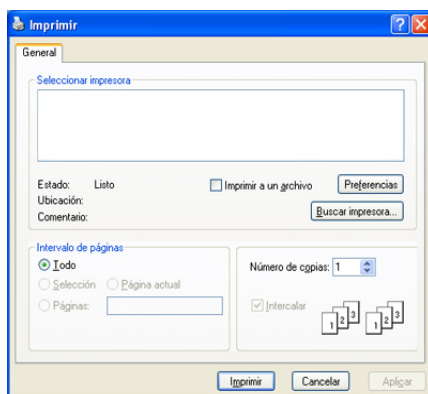 Imprimir
General
Seleccionar impresora
Estado: Listo
Imprimir a un archivo
Preferencias
Ubicación:
Comentario:
Buscar impresora...
Intervalo de páginas
Todo
Selección Página actual
Páginas:
Número de copias: 1
Intercalar
1 2 3 1 2 3
Imprimir Cancelar Aplicar